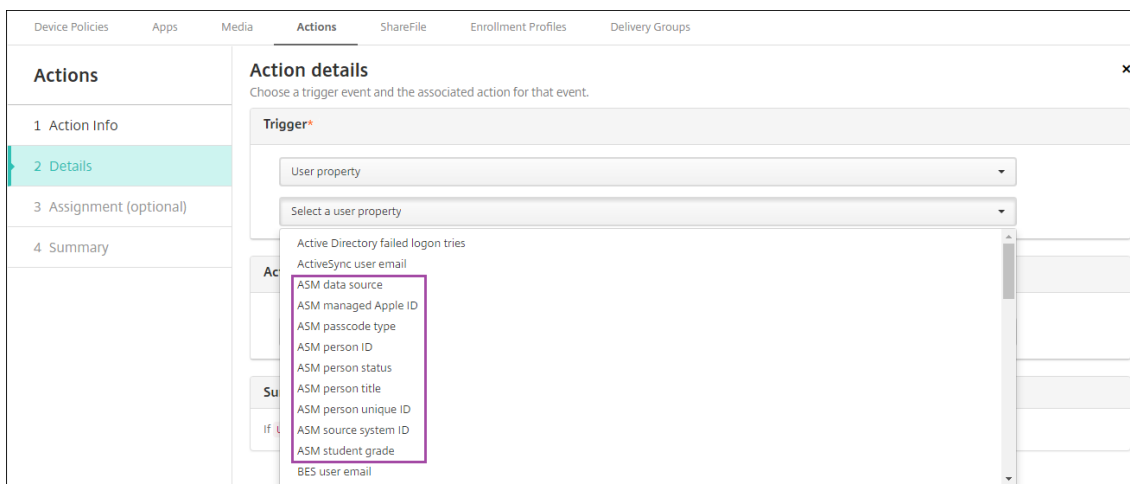 Device Policies Apps Media Actions ShareFile Enrollment Profiles Delivery Groups
Actions
1 Action Info
2 Details
3 Assignment (optional)
4 Summary
Action details
Choose a trigger event and the associated action for that event.
Trigger*
User property
Select a user property
Active Directory failed logon tries
ActiveSync user email
ASM data source
ASM managed Apple ID
ASM passcode type
ASM person ID
ASM person status
ASM person title
ASM person unique ID
ASM source system ID
ASM student grade
BES user email
If